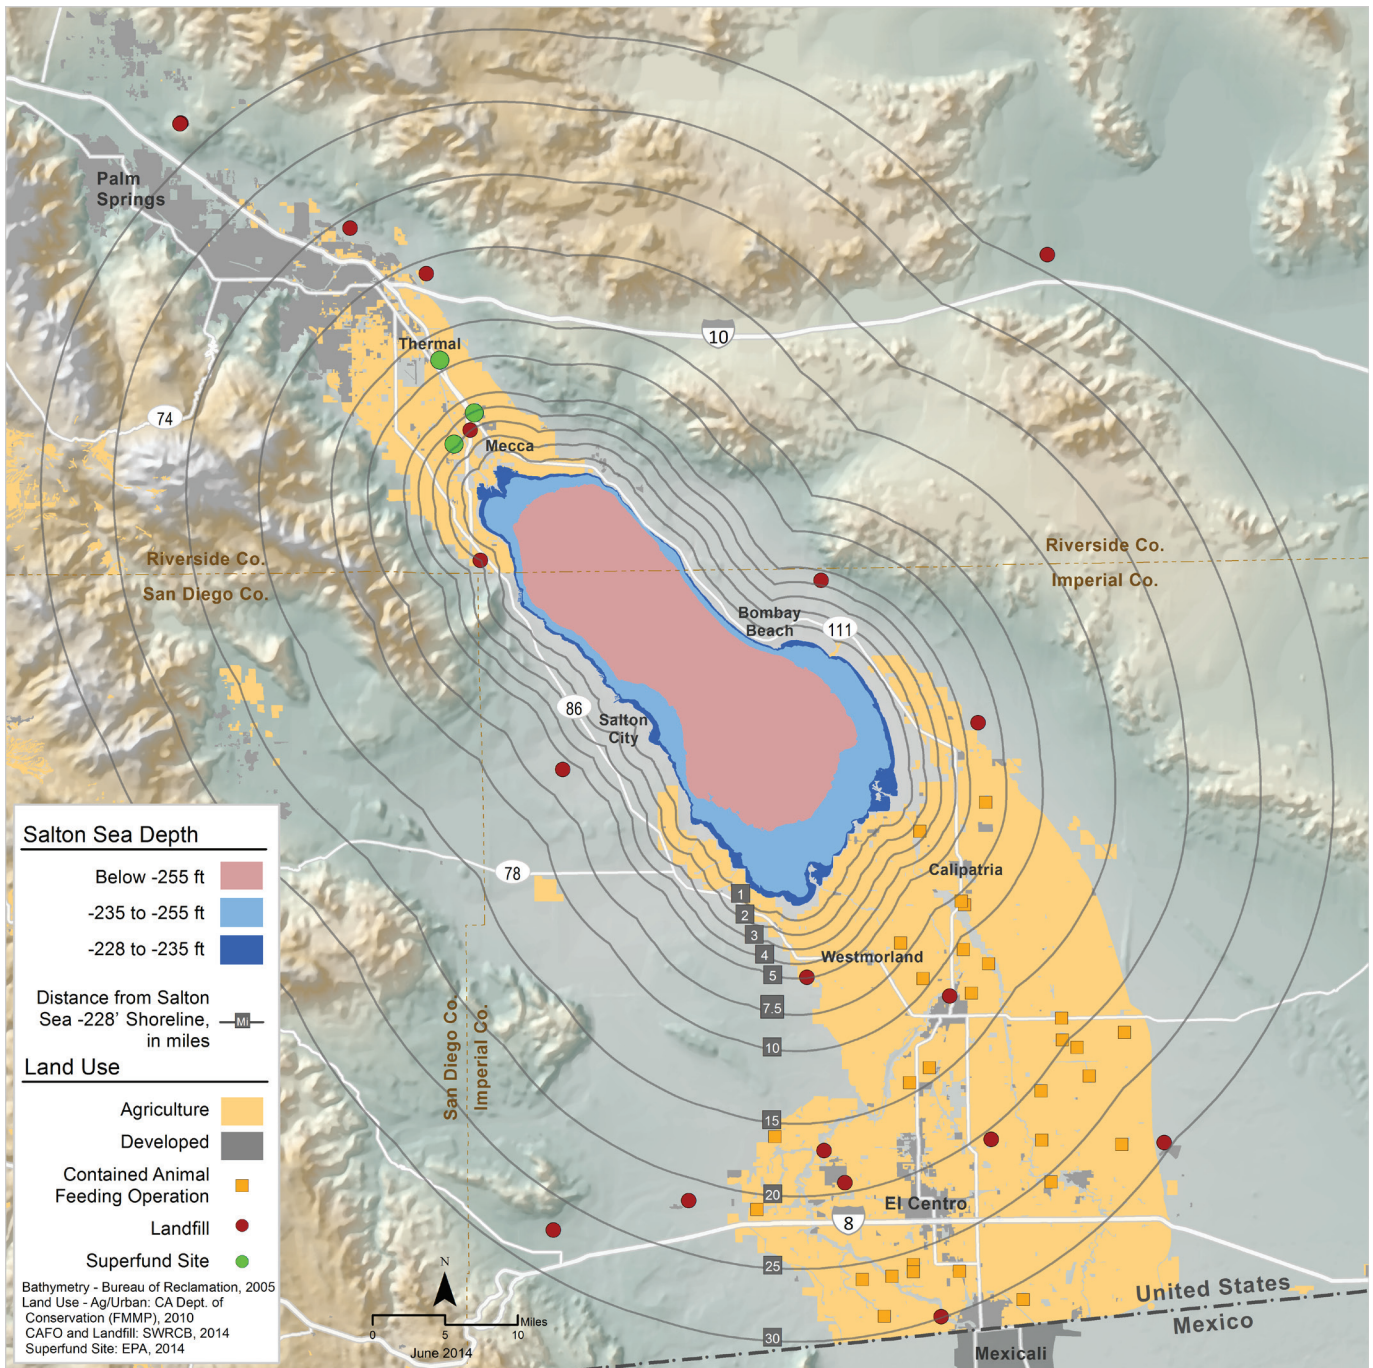 Palm
Springs
10
Thermal
74
Mecca
Riverside Co.
San Diego Co.
Riverside Co.
Imperial Co.
Bombay
Beach
111
86
Salton
City
78
Calipatria
Westmorland
1
2
3
4
5
7.5
10
15
20
25
30
San Diego Co.
Imperial Co.
El Centro
8
United States
Mexico
Mexicali
Salton Sea Depth
Below -255 ft
-235 to -255 ft
-228 to -235 ft
Distance from Salton
Sea -228' Shoreline,
in miles
MI
Land Use
Agriculture
Developed
Contained Animal
Feeding Operation
Landfill
Superfund Site
Bathymetry - Bureau of Reclamation, 2005
Land Use - Ag/Urban: CA Dept. of
Conservation (FMMP), 2010
CAFO and Landfill: SWRCB, 2014
Superfund Site: EPA, 2014
N
Miles
0 5 10
June 2014